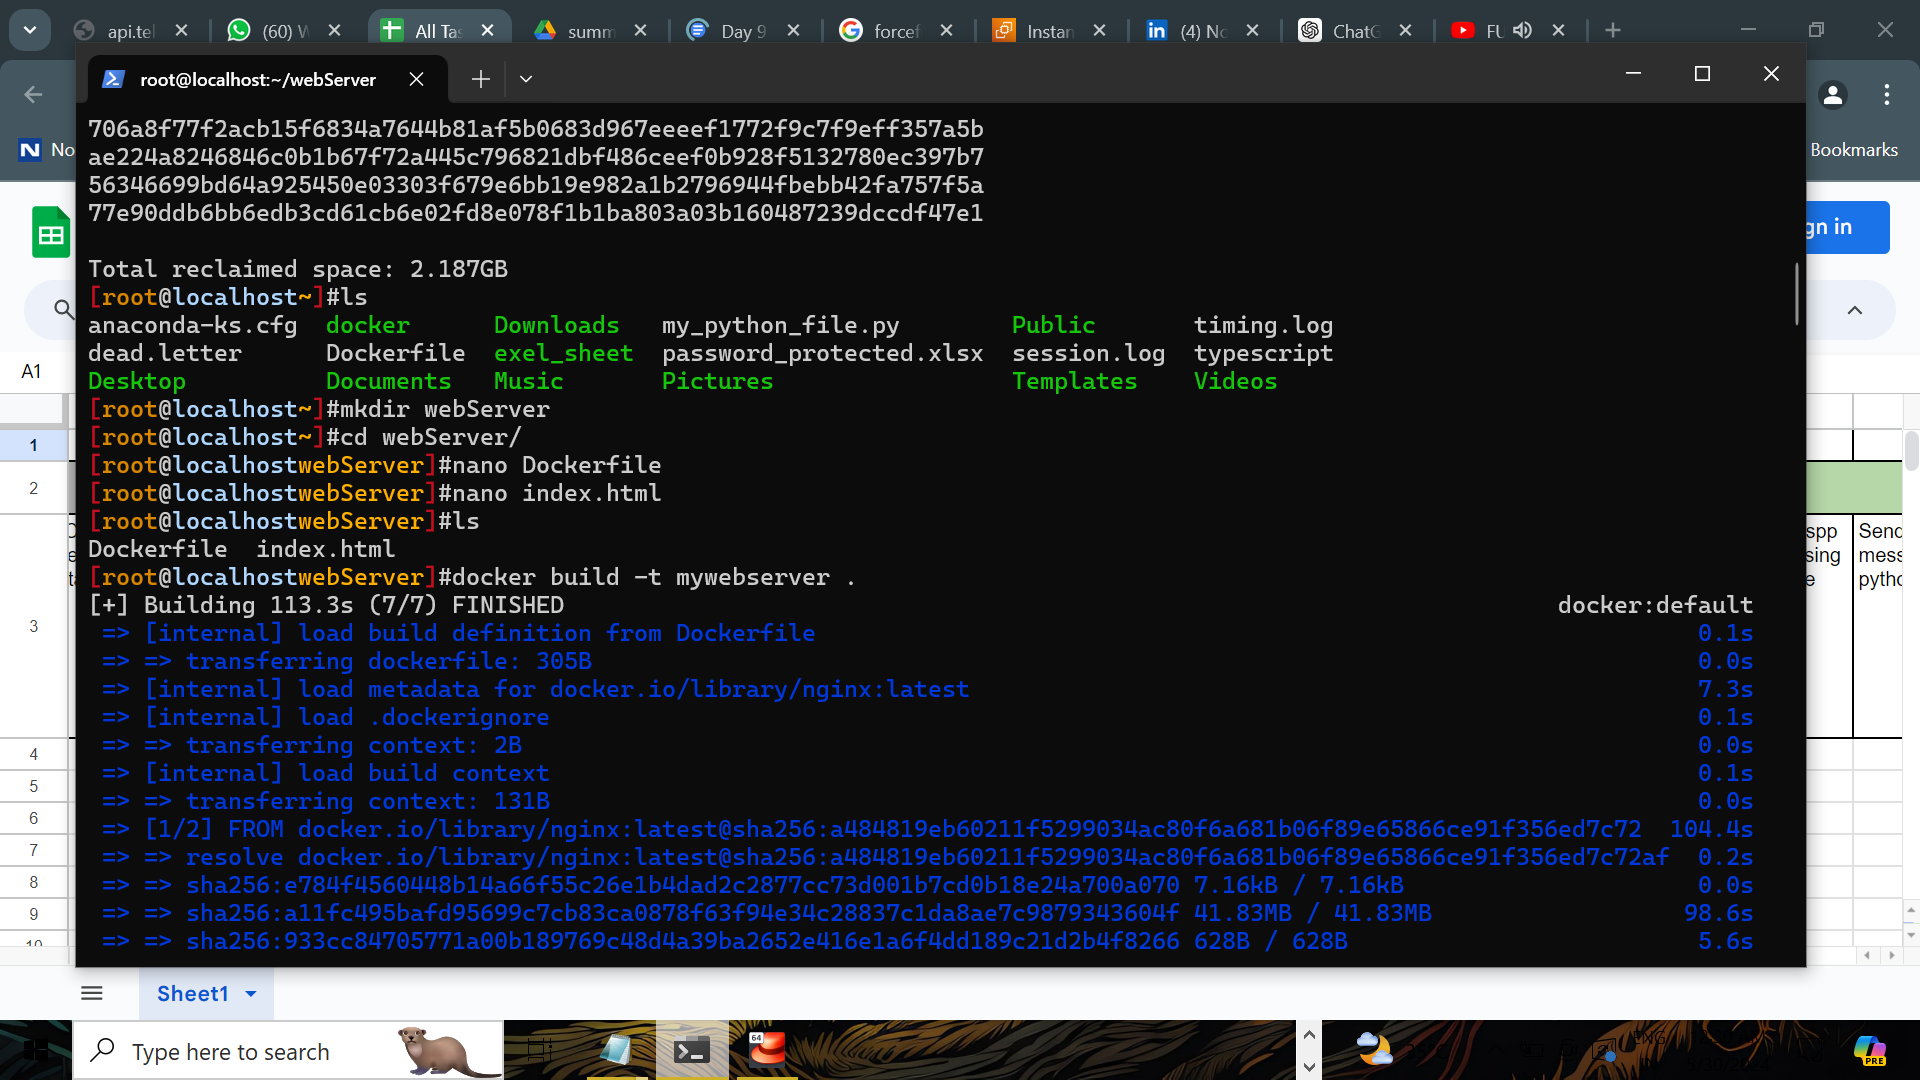 api.tel
(60) W
All Tas
summ
Day 9
forcef
Instan
(4) No
ChatG
FU
root@localhost:~/webServer
No
Bookmarks
gn in
A1
706a8f77f2acb15f6834a7644b81af5b0683d967eeeef1772f9c7f9eff357a5b
ae224a8246846c0b1b67f72a445c796821dbf486ceef0b928f5132780ec397b7
56346699bd64a925450e03303f679e6bb19e982a1b2796944fbebb42fa757f5a
77e90ddb6bb6edb3cd61cb6e02fd8e078f1b1ba803a03b160487239dccdf47e1
Total reclaimed space: 2.187GB
[root@localhost~]#ls
anaconda-ks.cfg  docker      Downloads   my_python_file.py        Public       timing.log
dead.letter      Dockerfile  exel_sheet  password_protected.xlsx  session.log  typescript
Desktop          Documents   Music       Pictures                 Templates    Videos
[root@localhost~]#mkdir webServer
[root@localhost~]#cd webServer/
[root@localhostwebServer]#nano Dockerfile
[root@localhostwebServer]#nano index.html
[root@localhostwebServer]#ls
Dockerfile  index.html
[root@localhostwebServer]#docker build -t mywebserver .
[+] Building 113.3s (7/7) FINISHED docker:default
=> [internal] load build definition from Dockerfile 0.1s
=> => transferring dockerfile: 305B 0.0s
=> [internal] load metadata for docker.io/library/nginx:latest 7.3s
=> [internal] load .dockerignore 0.1s
=> => transferring context: 2B 0.0s
=> [internal] load build context 0.1s
=> => transferring context: 131B 0.0s
=> [1/2] FROM docker.io/library/nginx:latest@sha256:a484819eb60211f5299034ac80f6a681b06f89e65866ce91f356ed7c72 104.4s
=> => resolve docker.io/library/nginx:latest@sha256:a484819eb60211f5299034ac80f6a681b06f89e65866ce91f356ed7c72af 0.2s
=> => sha256:e784f4560448b14a66f55c26e1b4dad2c2877cc73d001b7cd0b18e24a700a070 7.16kB / 7.16kB 0.0s
=> => sha256:a11fc495bafd95699c7cb83ca0878f63f94e34c28837c1da8ae7c9879343604f 41.83MB / 41.83MB 98.6s
=> => sha256:933cc84705771a00b189769c48d4a39ba2652e416e1a6f4dd189c21d2b4f8266 628B / 628B 5.6s
1
2
3
4
5
6
7
8
9
10
spp
sing
e
Send
mess
pytho
Sheet1
Type here to search
64
ENG
PRE